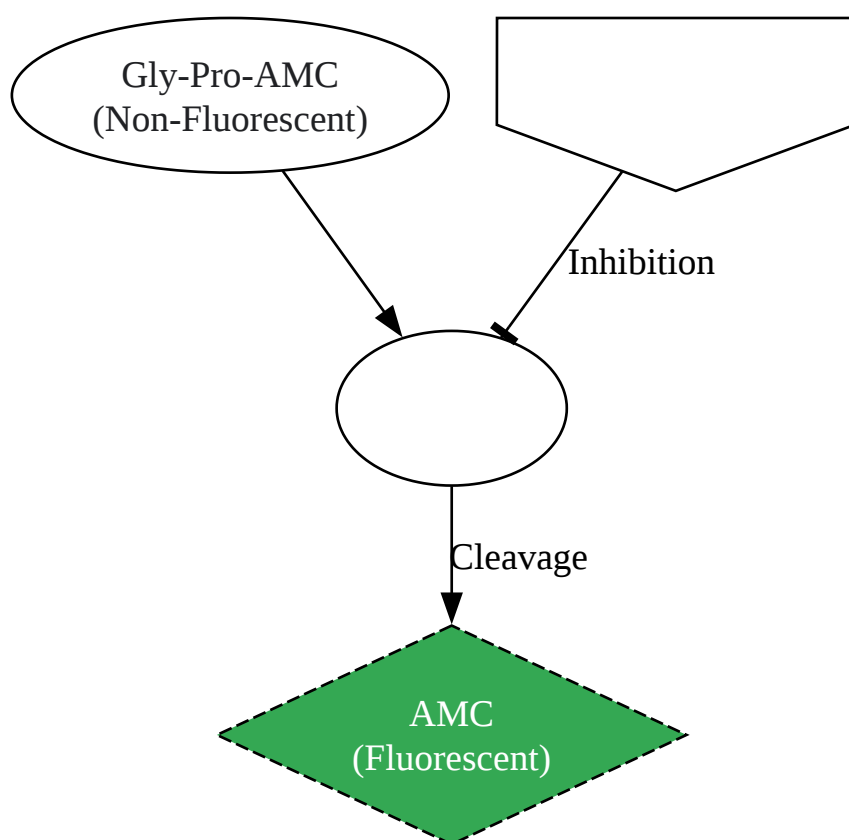 Gly-Pro-AMC
(Non-Fluorescent)
Inhibition
Cleavage
AMC
(Fluorescent)